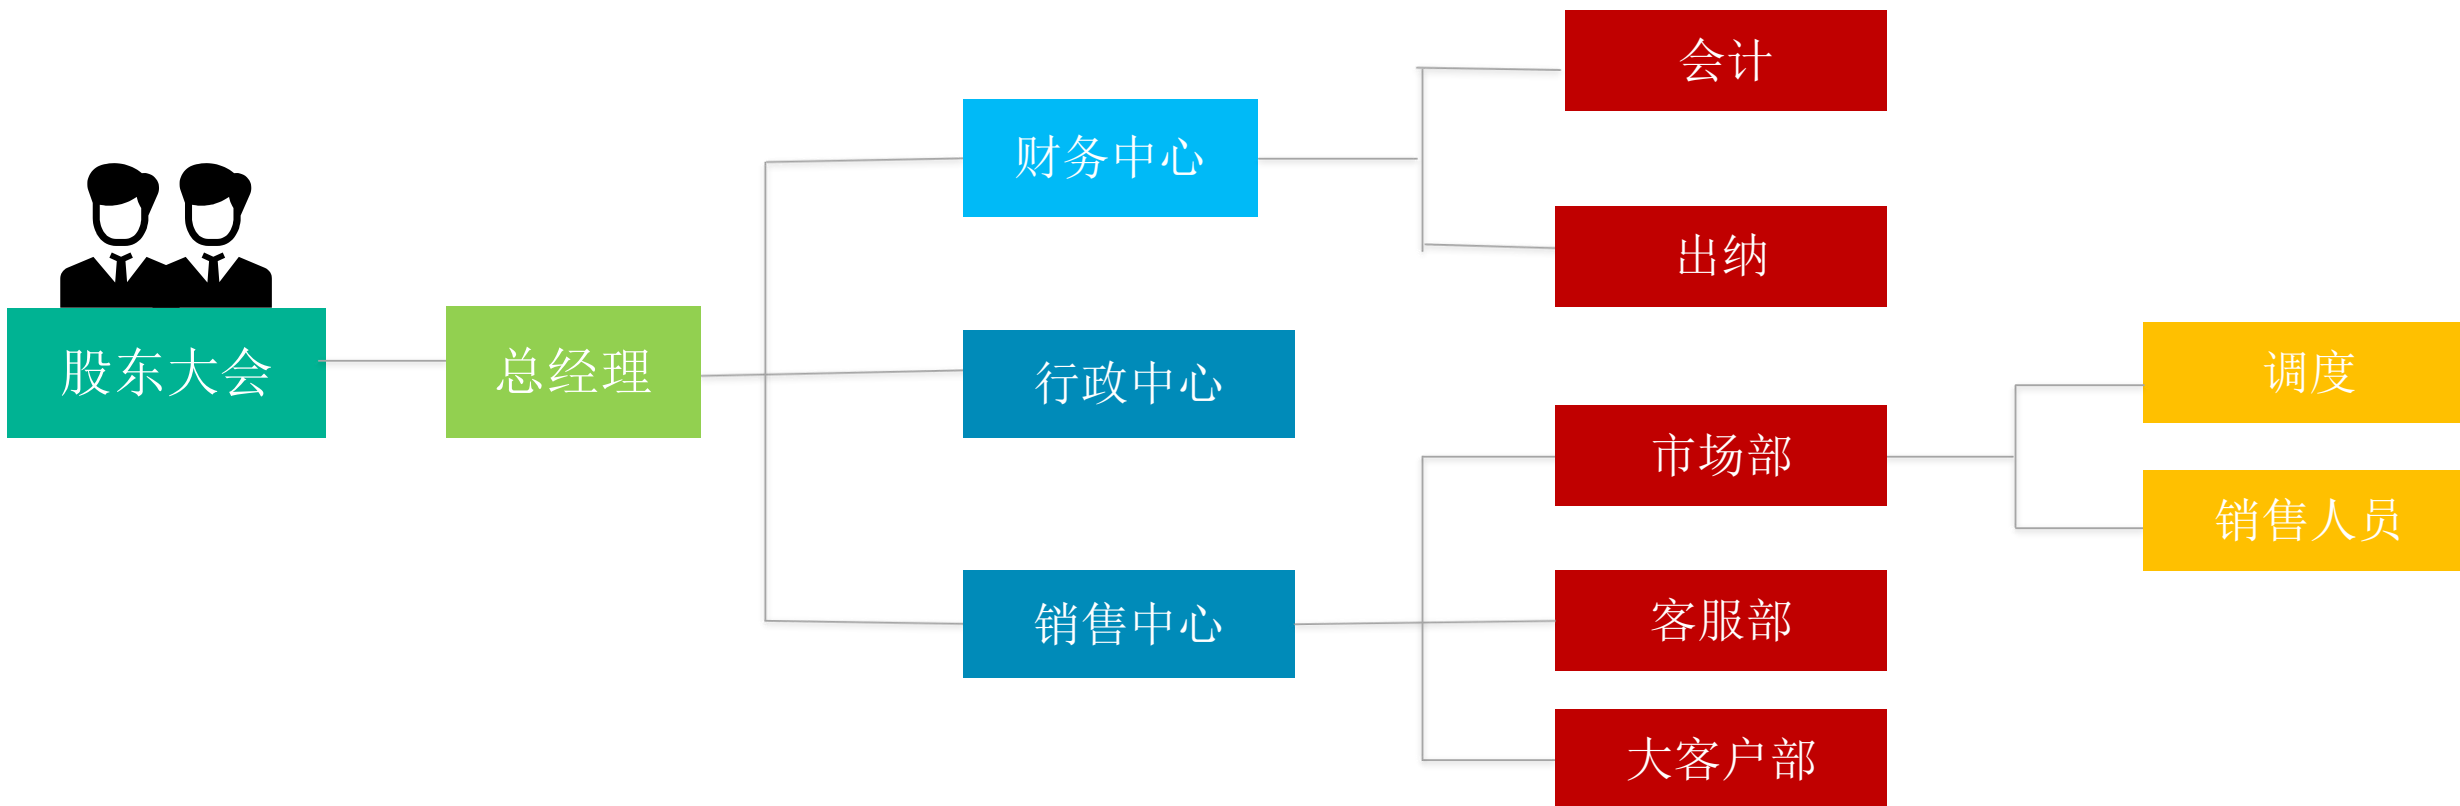 股东大会
总经理
财务中心
行政中心
销售中心
会计
出纳
市场部
客服部
大客户部
调度
销售人员